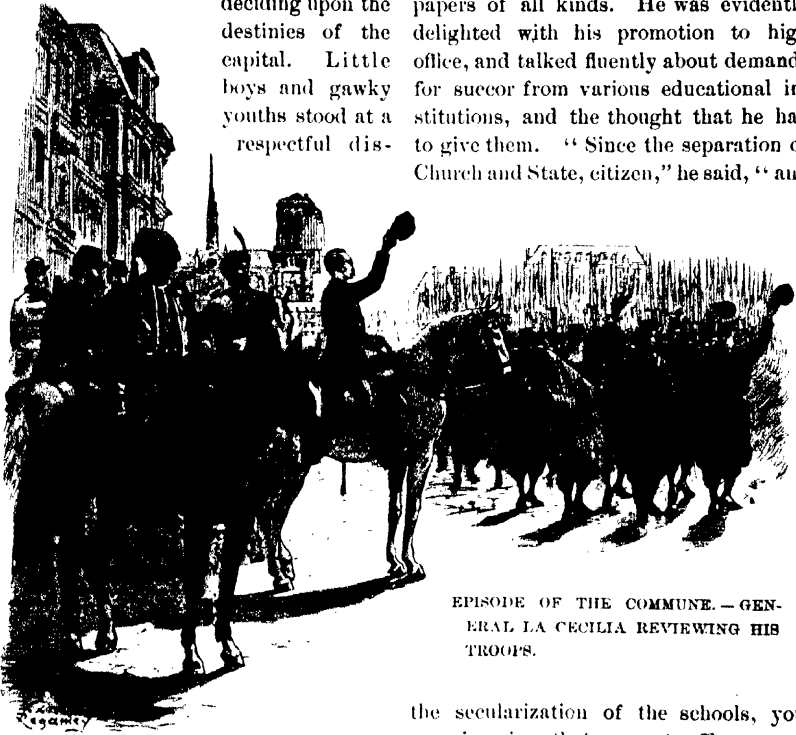 deciding upon the
destinies of the
capital. Little
boys and gawky
youths stood at a
respectful dis-
papers of all kinds. He was evidentl
delighted with his promotion to hig
office, and talked fluently about demand
for succor from various educational in
stitutions, and the thought that he ha
to give them. “ Since the separation o
Church and State, citizen,” he said, “ an
EPISODE OF THE COMMUNE. — GEN-
ERAL LA CECILIA REVIEWING HIS
TROOPS.
Regamey
the secularization of the schools, yo